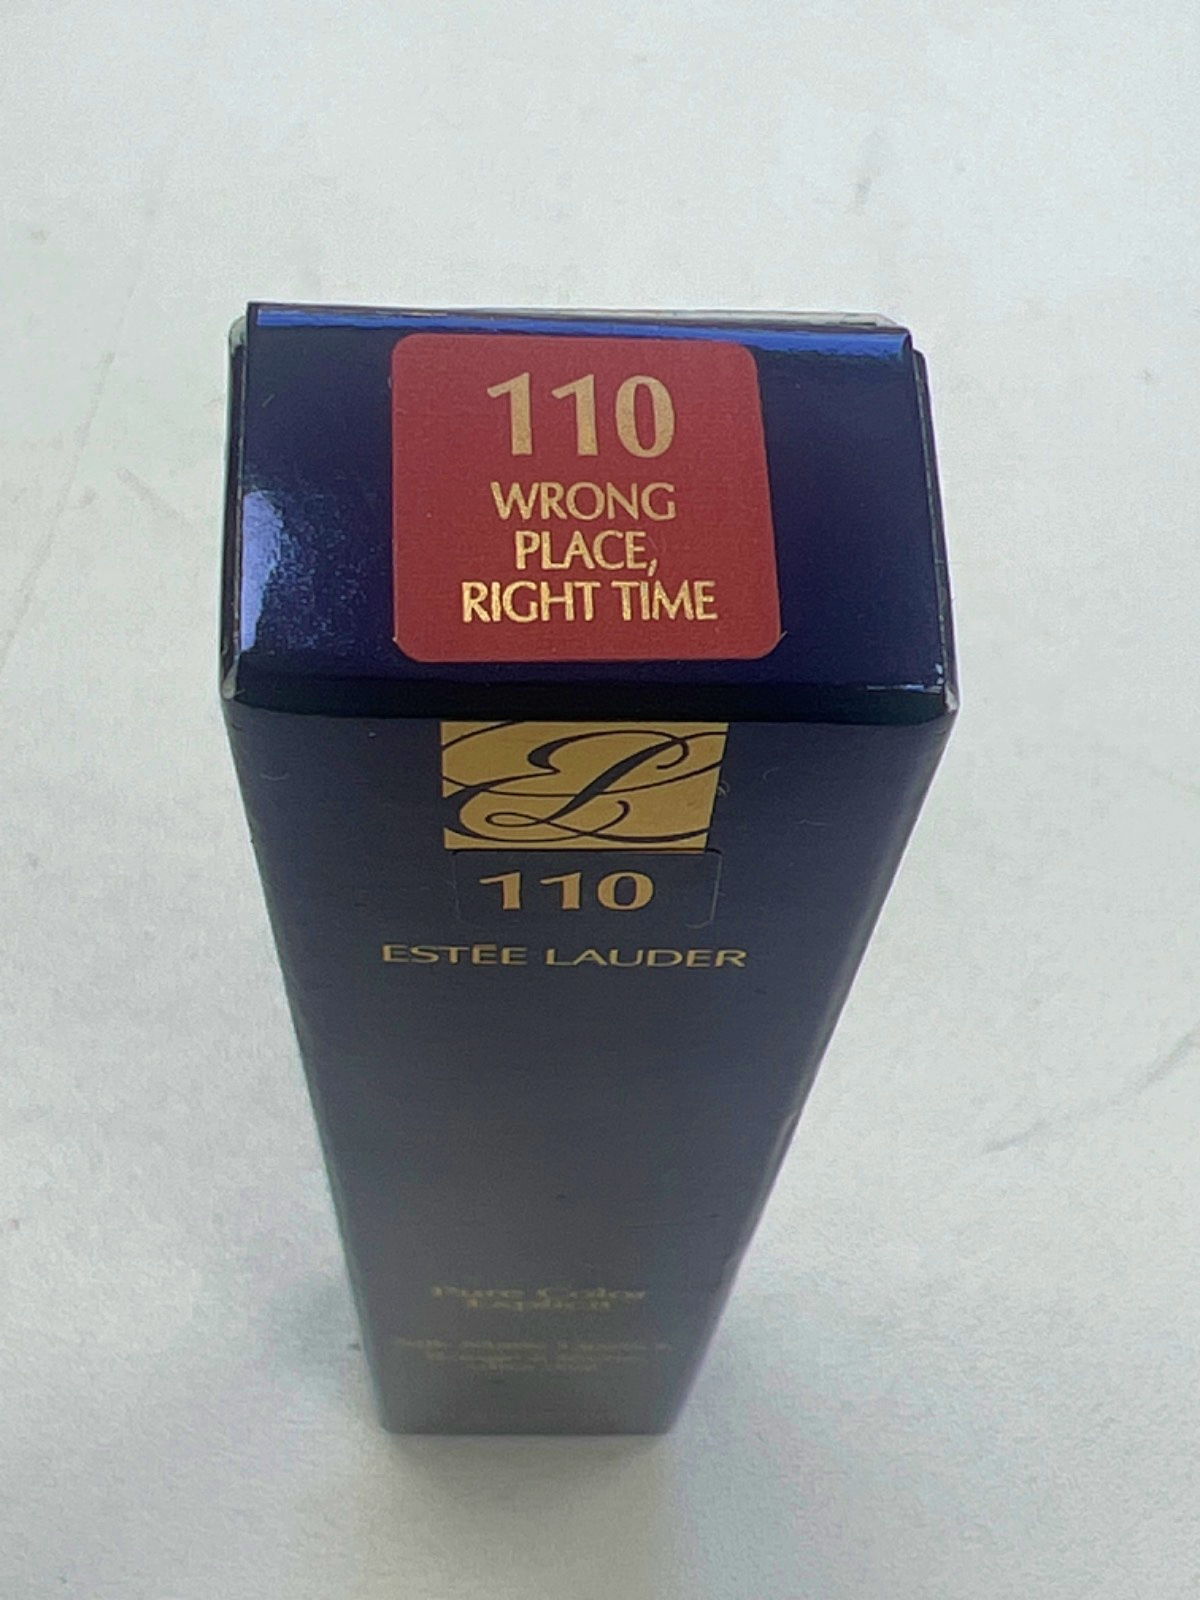 110
WRONG
PLACE,
RIGHT TIME
110
ESTĒE LAUDER
Pure Color
Explicit